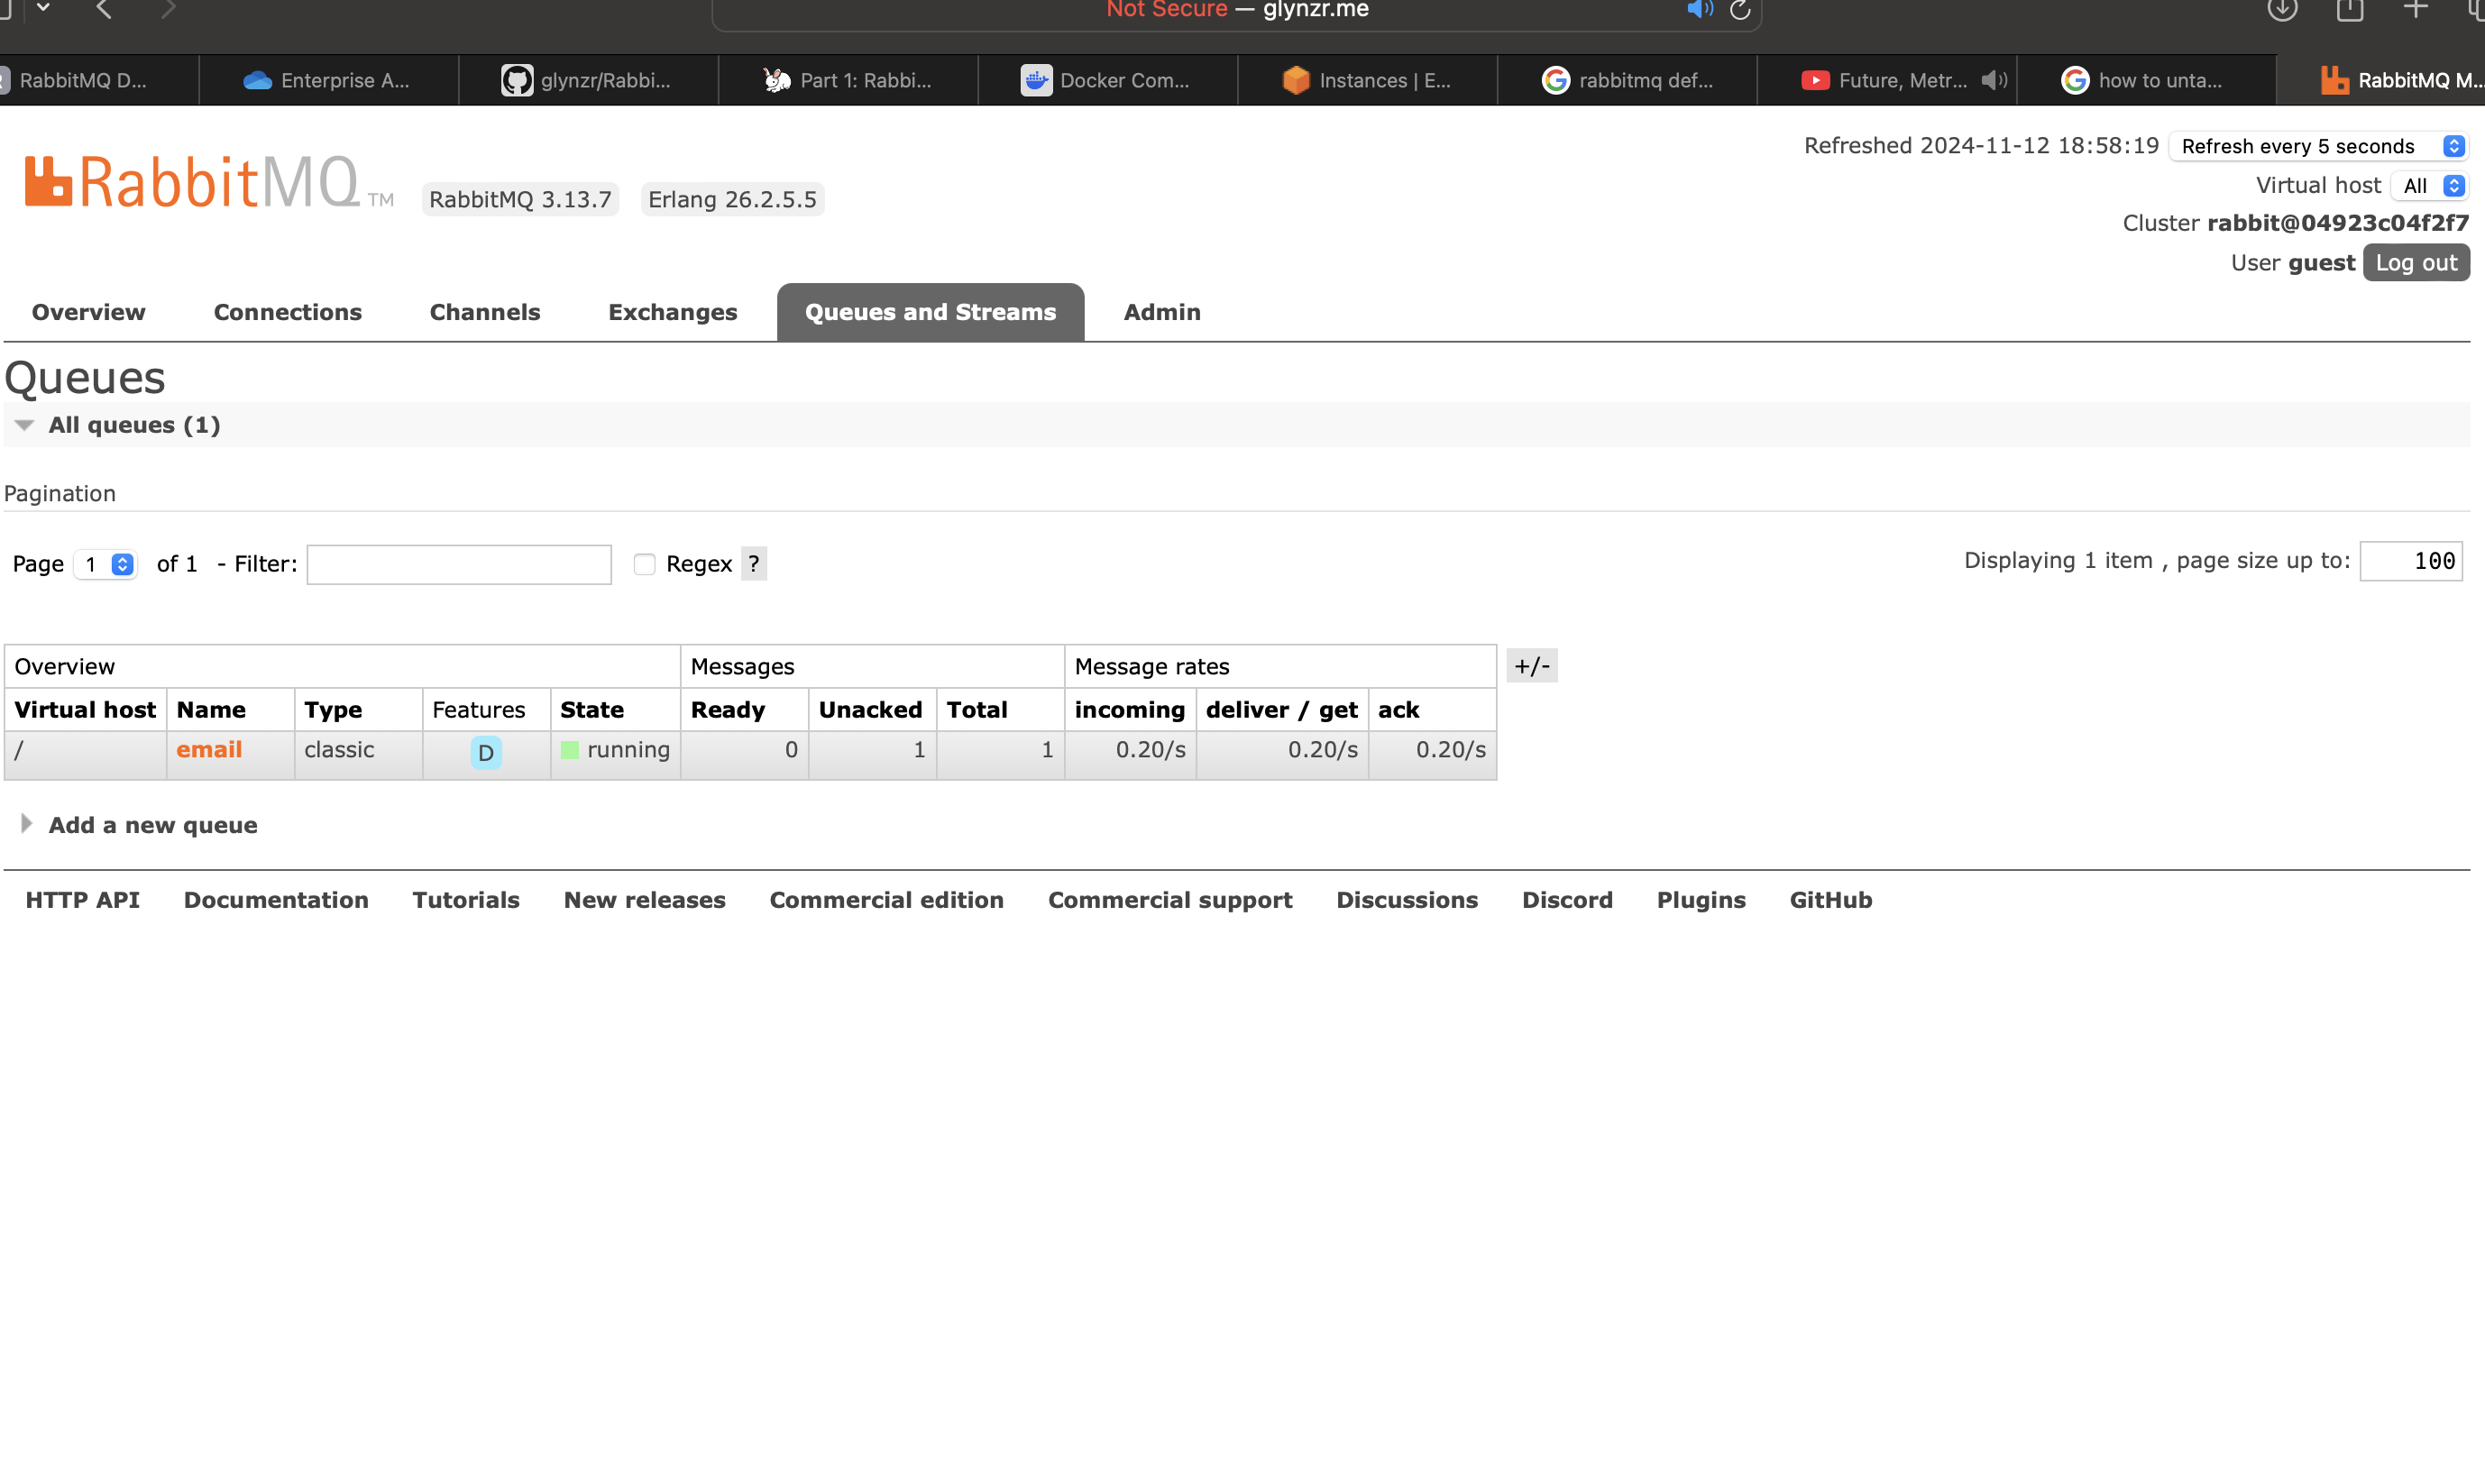 Not Secure — glynzr.me
RabbitMQ D... Enterprise A... glynzr/Rabbi... Part 1: Rabbi... Docker Com... Instances | E... rabbitmq def... Future, Metr... how to unta... RabbitMQ M...
Refreshed 2024-11-12 18:58:19 Refresh every 5 seconds
Virtual host All
RabbitMQ TM RabbitMQ 3.13.7 Erlang 26.2.5.5
Cluster rabbit@04923c04f2f7
User guest Log out
Overview Connections Channels Exchanges Queues and Streams Admin
Queues
All queues (1)
Pagination
Page 1 of 1 - Filter: Regex ? Displaying 1 item , page size up to: 100
Overview Messages Message rates +/-
Virtual host Name Type Features State Ready Unacked Total incoming deliver / get ack
/ email classic D running 0 1 1 0.20/s 0.20/s 0.20/s
Add a new queue
HTTP API Documentation Tutorials New releases Commercial edition Commercial support Discussions Discord Plugins GitHub